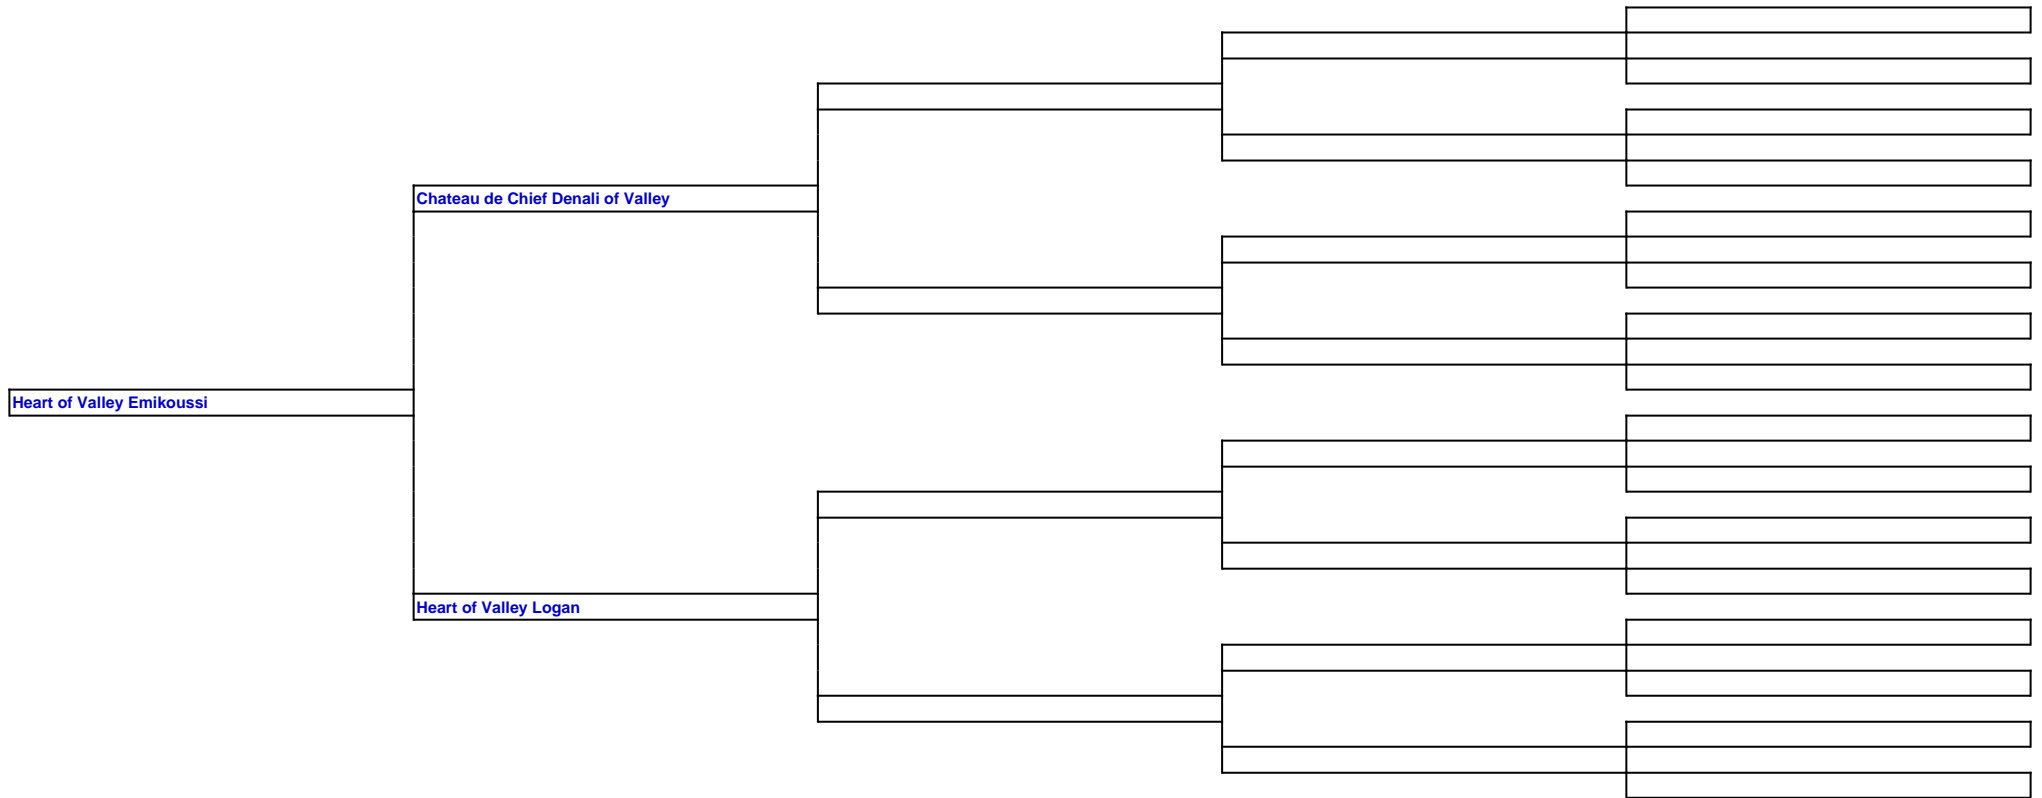 Chateau de Chief Denali of Valley
Heart of Valley Emikoussi
Heart of Valley Logan